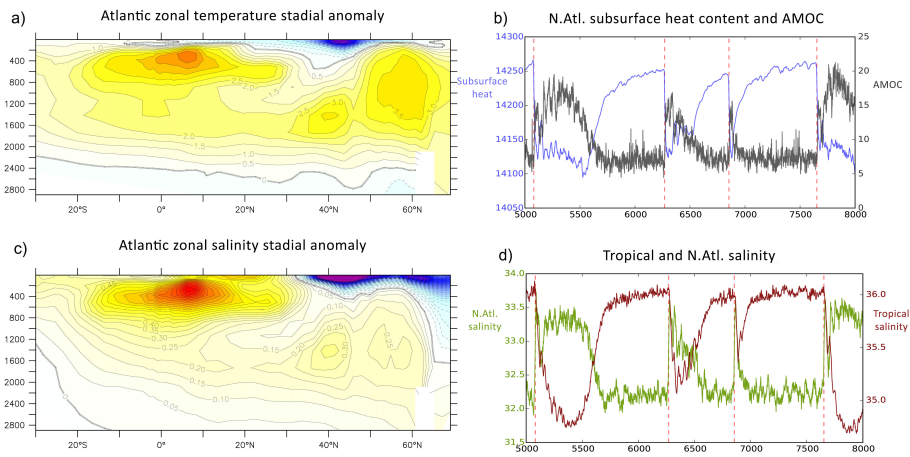 a)
Atlantic zonal temperature stadial anomaly
400
800
1200
1600
2000
2400
2800
20°S
0°
20°N
40°N
60°N
b)
N.Atl. subsurface heat content and AMOC
14300
14250
14200
14150
14100
14050
Subsurface
heat
25
20
15
10
5
0
AMOC
5000
5500
6000
6500
7000
7500
8000
c)
Atlantic zonal salinity stadial anomaly
400
800
1200
1600
2000
2400
2800
20°S
0°
20°N
40°N
60°N
d)
Tropical and N.Atl. salinity
34.0
33.5
33.0
32.5
32.0
31.5
N.Atl.
salinity
36.0
35.5
35.0
Tropical
salinity
5000
5500
6000
6500
7000
7500
8000